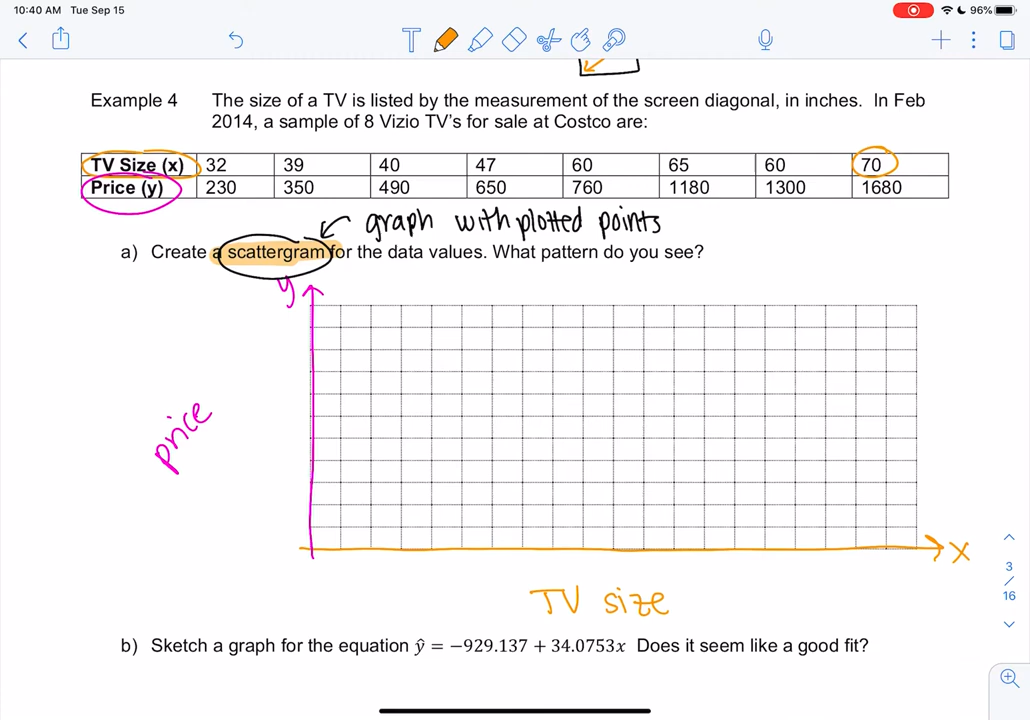 10:40 AM Tue Sep 15 96%
Example 4 The size of a TV is listed by the measurement of the screen diagonal, in inches. In Feb
2014, a sample of 8 Vizio TV's for sale at Costco are:
TV Size (x) 32 39 40 47 60 65 60 70
Price (y) 230 350 490 650 760 1180 1300 1680
graph with plotted points
a) Create a scattergram for the data values. What pattern do you see?
y
price
x
TV size
3
/
16
b) Sketch a graph for the equation ŷ = −929.137 + 34.0753x Does it seem like a good fit?